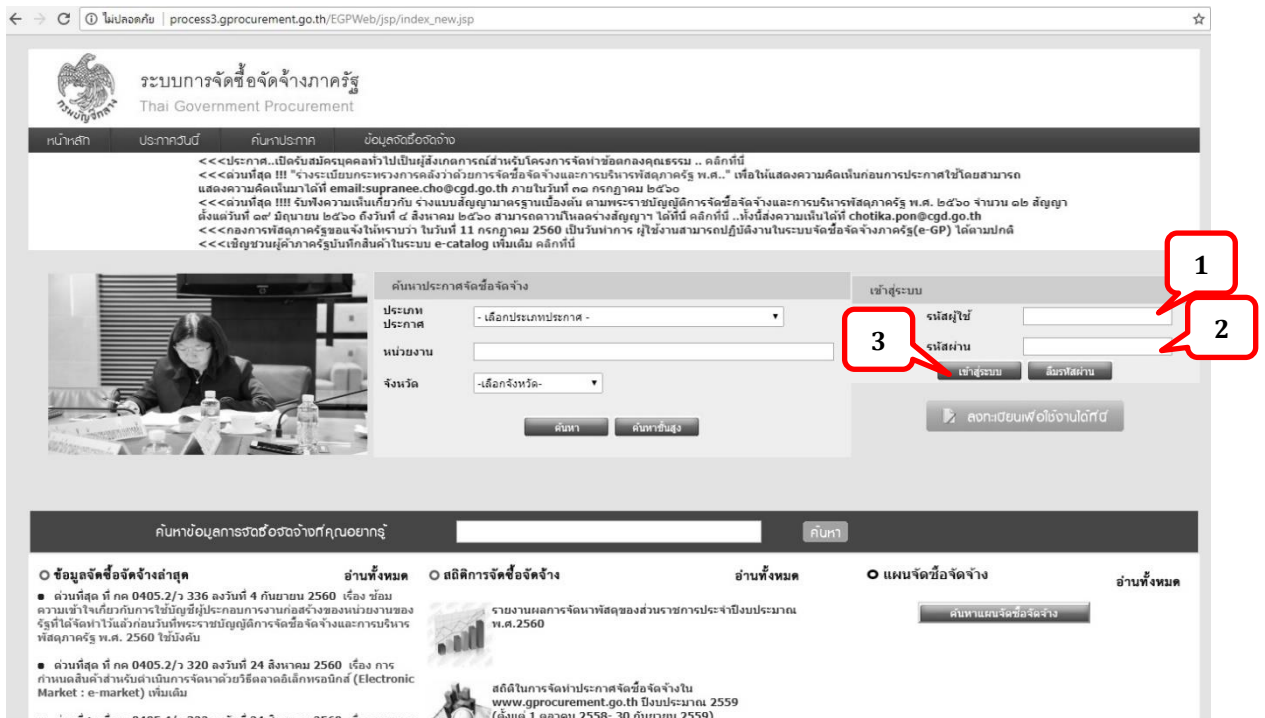 ไม่ปลอดภัย | process3.gprocurement.go.th/EGPWeb/jsp/index_new.jsp
ระบบการจัดซื้อจัดจ้างภาครัฐ
Thai Government Procurement
กรมบัญชีกลาง
หน้าหลัก ประกาศวันนี้ ค้นหาประกาศ ข้อมูลจัดซื้อจัดจ้าง
<<<ประกาศ..เปิดรับสมัครบุคคลทั่วไปเป็นผู้สังเกตการณ์สำหรับโครงการจัดทำข้อตกลงคุณธรรม .. คลิกที่นี่
<<<ด่วนที่สุด !!! "ร่างระเบียบกระทรวงการคลังว่าด้วยการจัดซื้อจัดจ้างและการบริหารพัสดุภาครัฐ พ.ศ.." เพื่อให้แสดงความคิดเห็นก่อนการประกาศใช้โดยสามารถ
แสดงความคิดเห็นมาได้ที่ email:supranee.cho@cgd.go.th ภายในวันที่ ๓๑ กรกฎาคม ๒๕๖๐
<<<ด่วนที่สุด !!!! รับฟังความเห็นเกี่ยวกับ ร่างแบบสัญญามาตรฐานเบื้องต้น ตามพระราชบัญญัติการจัดซื้อจัดจ้างและการบริหารพัสดุภาครัฐ พ.ศ. ๒๕๖๐ จำนวน ๑๒ สัญญา
ตั้งแต่วันที่ ๑๙ มิถุนายน ๒๕๖๐ ถึงวันที่ ๔ สิงหาคม ๒๕๖๐ สามารถดาวน์โหลดร่างสัญญาฯ ได้ที่นี่ คลิกที่นี่ ..ทั้งนี้ส่งความเห็นได้ที่ chotika.pon@cgd.go.th
<<<กองการพัสดุภาครัฐขอแจ้งให้ทราบว่า ในวันที่ 11 กรกฎาคม 2560 เป็นวันทำการ ผู้ใช้งานสามารถปฏิบัติงานในระบบจัดซื้อจัดจ้างภาครัฐ(e-GP) ได้ตามปกติ
<<<เชิญชวนผู้ค้าภาครัฐบันทึกสินค้าในระบบ e-catalog เพิ่มเติม คลิกที่นี่
ค้นหาประกาศจัดซื้อจัดจ้าง
ประเภท
ประกาศ
- เลือกประเภทประกาศ -
หน่วยงาน
จังหวัด
-เลือกจังหวัด-
ค้นหา ค้นหาขั้นสูง
เข้าสู่ระบบ
1
รหัสผู้ใช้
2
รหัสผ่าน
3
เข้าสู่ระบบ ลืมรหัสผ่าน
ลงทะเบียนเพื่อใช้งานได้ที่นี่
ค้นหาข้อมูลการจัดซื้อจัดจ้างที่คุณอยากรู้ ค้นหา
ข้อมูลจัดซื้อจัดจ้างล่าสุด อ่านทั้งหมด
ด่วนที่สุด ที่ กค 0405.2/ว 336 ลงวันที่ 4 กันยายน 2560 เรื่อง ซ้อม
ความเข้าใจเกี่ยวกับการใช้บัญชีผู้ประกอบการงานก่อสร้างของหน่วยงานของ
รัฐที่ได้จัดทำไว้แล้วก่อนวันที่พระราชบัญญัติการจัดซื้อจัดจ้างและการบริหาร
พัสดุภาครัฐ พ.ศ. 2560 ใช้บังคับ
ด่วนที่สุด ที่ กค 0405.2/ว 320 ลงวันที่ 24 สิงหาคม 2560 เรื่อง การ
กำหนดสินค้าสำหรับดำเนินการจัดหาด้วยวิธีตลาดอิเล็กทรอนิกส์ (Electronic
Market : e-market) เพิ่มเติม
สถิติการจัดซื้อจัดจ้าง อ่านทั้งหมด
รายงานผลการจัดหาพัสดุของส่วนราชการประจำปีงบประมาณ
พ.ศ.2560
สถิติในการจัดทำประกาศจัดซื้อจัดจ้างใน
www.gprocurement.go.th ปีงบประมาณ 2559
(ตั้งแต่ 1 ตุลาคม 2558- 30 กันยายน 2559)
แผนจัดซื้อจัดจ้าง อ่านทั้งหมด
ค้นหาแผนจัดซื้อจัดจ้าง